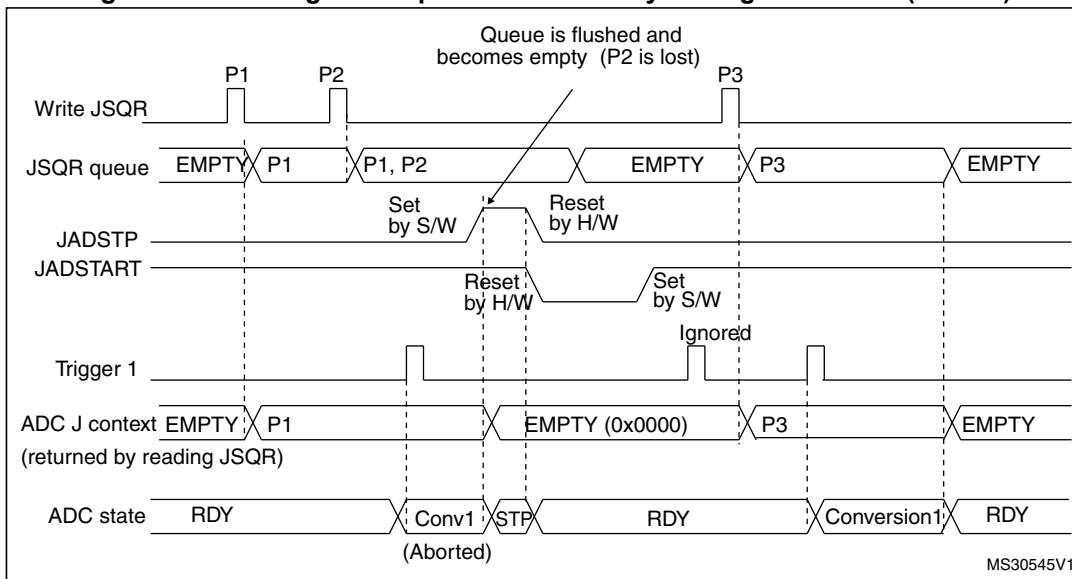 Queue is flushed and
becomes empty (P2 is lost)
P1 P2 P3
Write JSQR
JSQR queue EMPTY P1 P1, P2 EMPTY P3 EMPTY
Set
by S/W
Reset
by H/W
JADSTP
JADSTART
Reset
by H/W
Set
by S/W
Ignored
Trigger 1
ADC J context EMPTY P1 EMPTY (0x0000) P3 EMPTY
(returned by reading JSQR)
ADC state RDY Conv1 STP RDY Conversion1 RDY
(Aborted)
MS30545V1